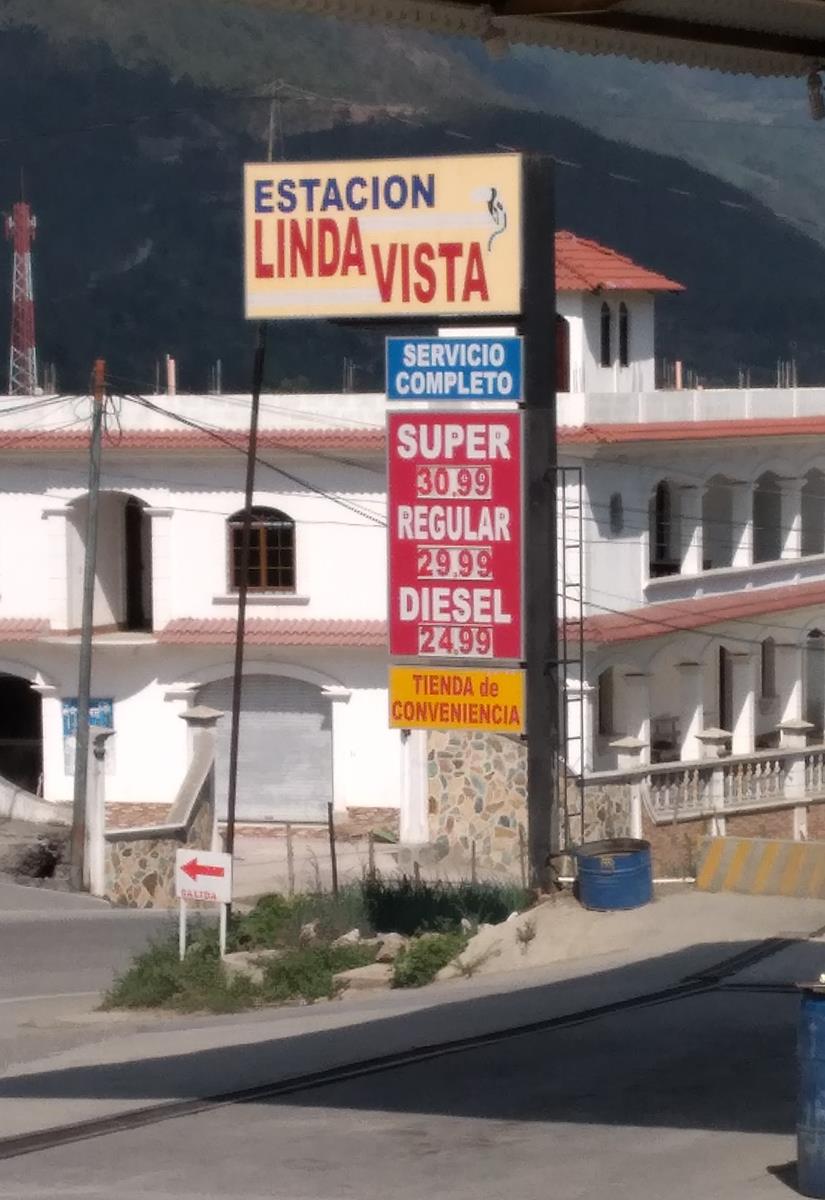 ESTACION
LINDA VISTA
SERVICIO
COMPLETO
SUPER
30.99
REGULAR
29.99
DIESEL
24.99
TIENDA de
CONVENIENCIA
SALIDA